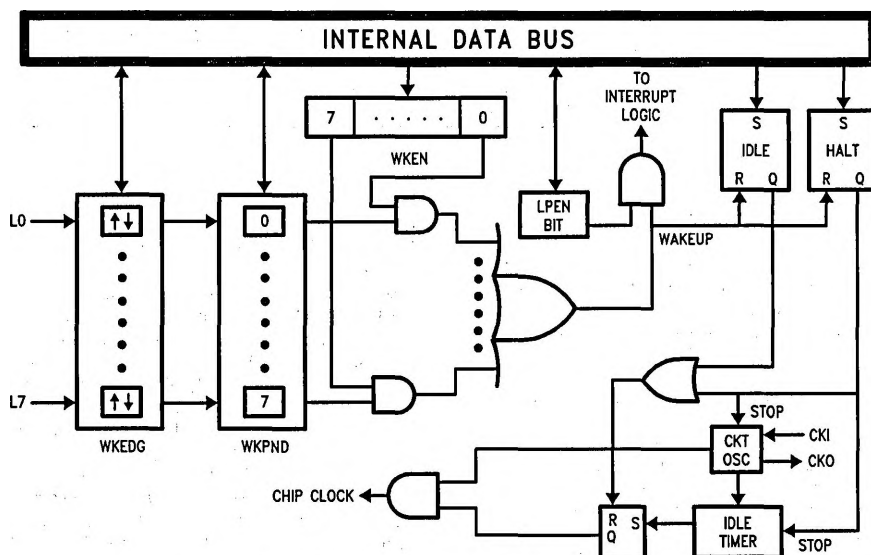 INTERNAL DATA BUS
TO
INTERRUPT
LOGIC
7 . . . . . 0
WKEN
S
IDLE
R Q
S
HALT
R Q
L0
↑↓
0
LPEN
BIT
WAKEUP
L7
↑↓
7
WKEDG
WKPND
STOP
CKT
OSC
CKI
CKO
CHIP CLOCK
R S
Q
IDLE
TIMER
STOP